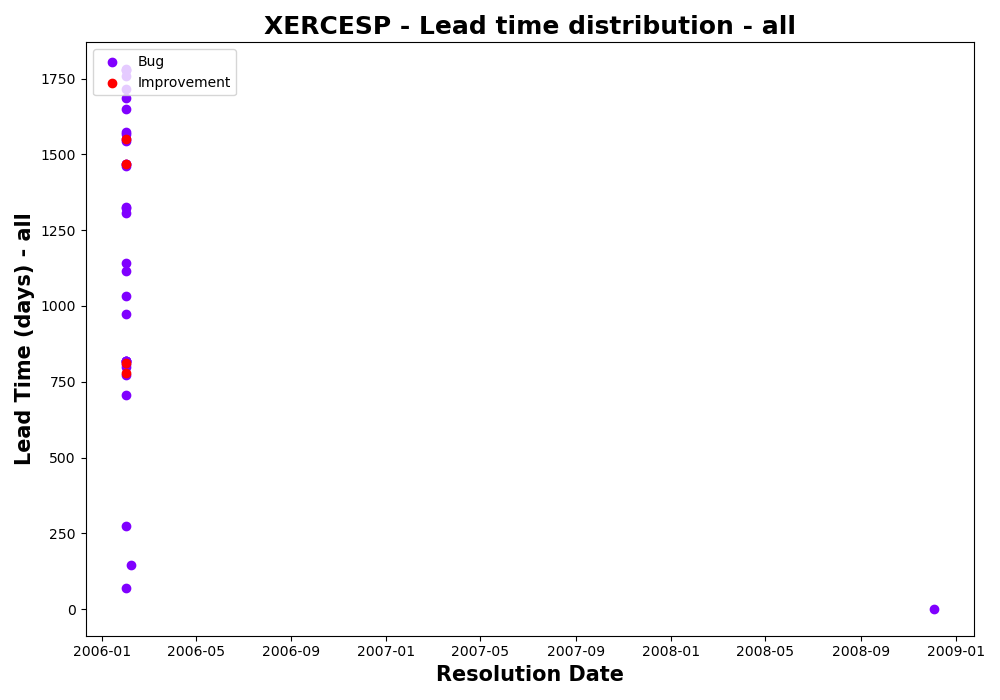 XERCESP - Lead time distribution - all
Bug
Improvement
Lead Time (days) - all
1750
1500
1250
1000
750
500
250
0
2006-01 2006-05 2006-09 2007-01 2007-05 2007-09 2008-01 2008-05 2008-09 2009-01
Resolution Date